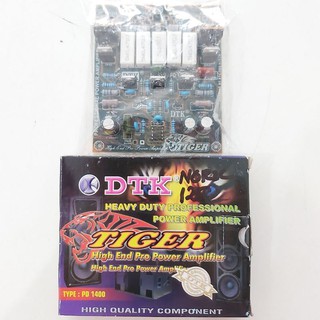 DTK
TIGER
DTK
HEAVY DUTY PROFESSIONAL
POWER AMPLIFIER
TIGER
High End Pro Power Amplifier
High End Pro Power Amplifier
TYPE : PD 1400
HIGH QUALITY COMPONENT